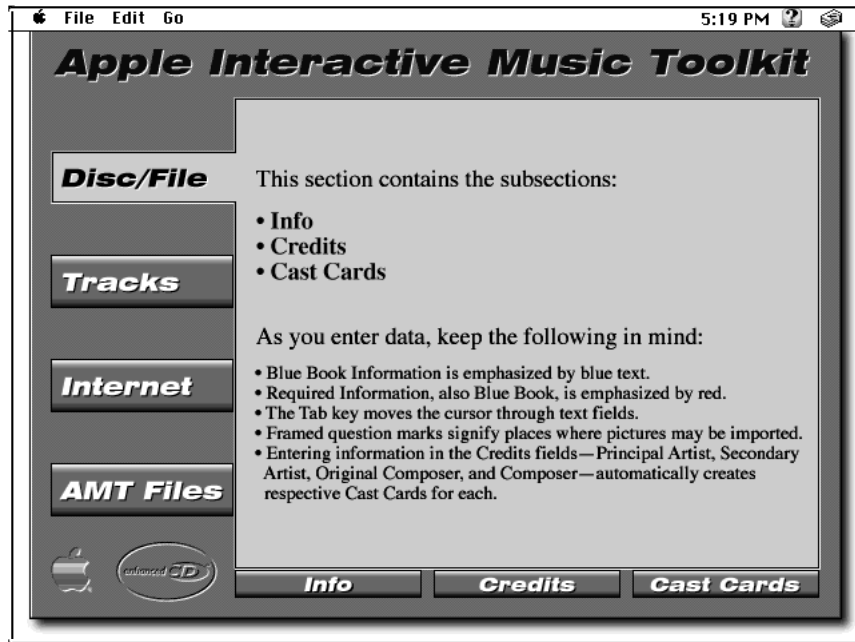 File Edit Go 5:19 PM
Apple Interactive Music Toolkit
Disc/File
This section contains the subsections:
• Info
• Credits
• Cast Cards
Tracks
As you enter data, keep the following in mind:
• Blue Book Information is emphasized by blue text.
• Required Information, also Blue Book, is emphasized by red.
• The Tab key moves the cursor through text fields.
• Framed question marks signify places where pictures may be imported.
• Entering information in the Credits fields—Principal Artist, Secondary
Artist, Original Composer, and Composer—automatically creates
respective Cast Cards for each.
Internet
AMT Files
enhanced CD
Info Credits Cast Cards